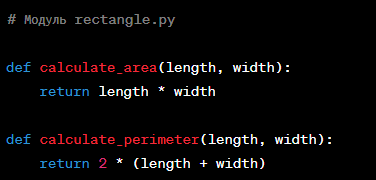 # Модуль rectangle.py
def calculate_area(length, width):
    return length * width
def calculate_perimeter(length, width):
    return 2 * (length + width)